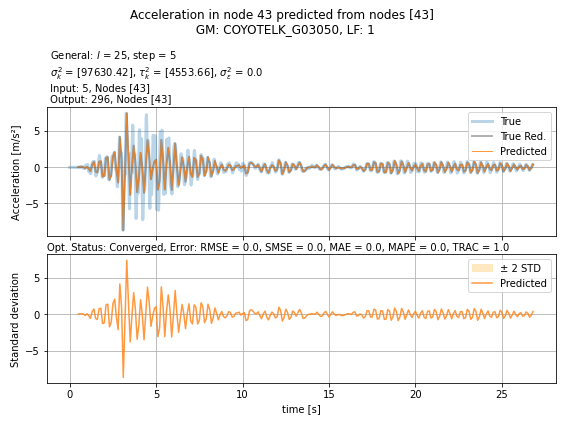 Acceleration in node 43 predicted from nodes [43]
GM: COYOTELK_G03050, LF: 1
General: l = 25, step = 5
σ²ₖ = [97630.42], τ²ₖ = [4553.66], σ²ε = 0.0
Input: 5, Nodes [43]
Output: 296, Nodes [43]
Acceleration [m/s²]
5
0
−5
True
True Red.
Predicted
Opt. Status: Converged, Error: RMSE = 0.0, SMSE = 0.0, MAE = 0.0, MAPE = 0.0, TRAC = 1.0
Standard deviation
5
0
−5
± 2 STD
Predicted
0 5 10 15 20 25
time [s]